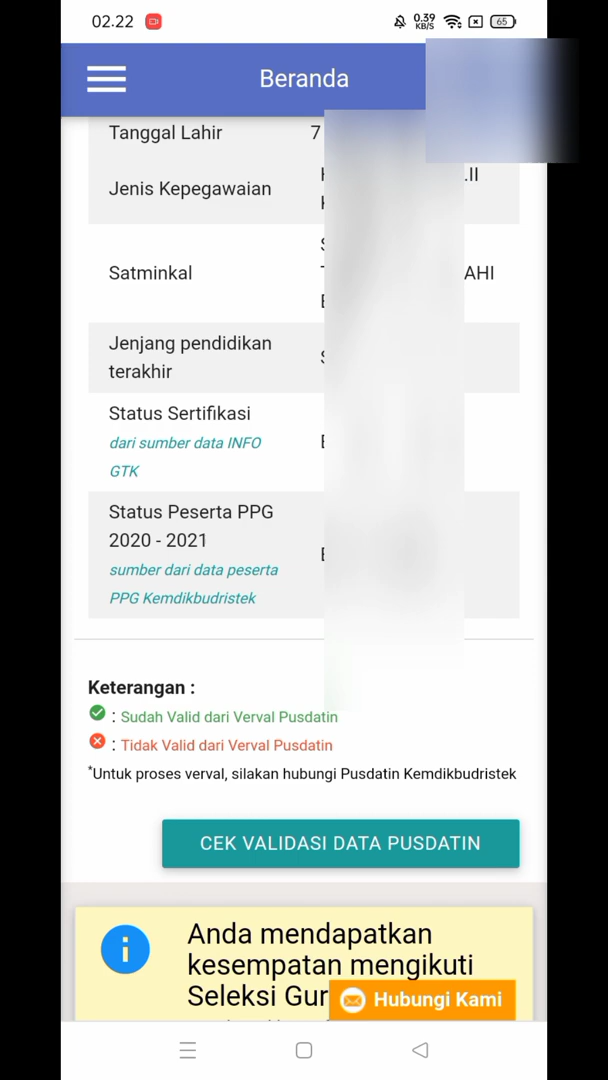 02.22 0.39 KB/S 65
Beranda
Tanggal Lahir 7
Jenis Kepegawaian .II
Satminkal
AHI
Jenjang pendidikan
terakhir
Status Sertifikasi
dari sumber data INFO
GTK
Status Peserta PPG
2020 - 2021
sumber dari data peserta
PPG Kemdikbudristek
Keterangan :
: Sudah Valid dari Verval Pusdatin
: Tidak Valid dari Verval Pusdatin
*Untuk proses verval, silakan hubungi Pusdatin Kemdikbudristek
CEK VALIDASI DATA PUSDATIN
Anda mendapatkan
kesempatan mengikuti
Seleksi Gur
Hubungi Kami